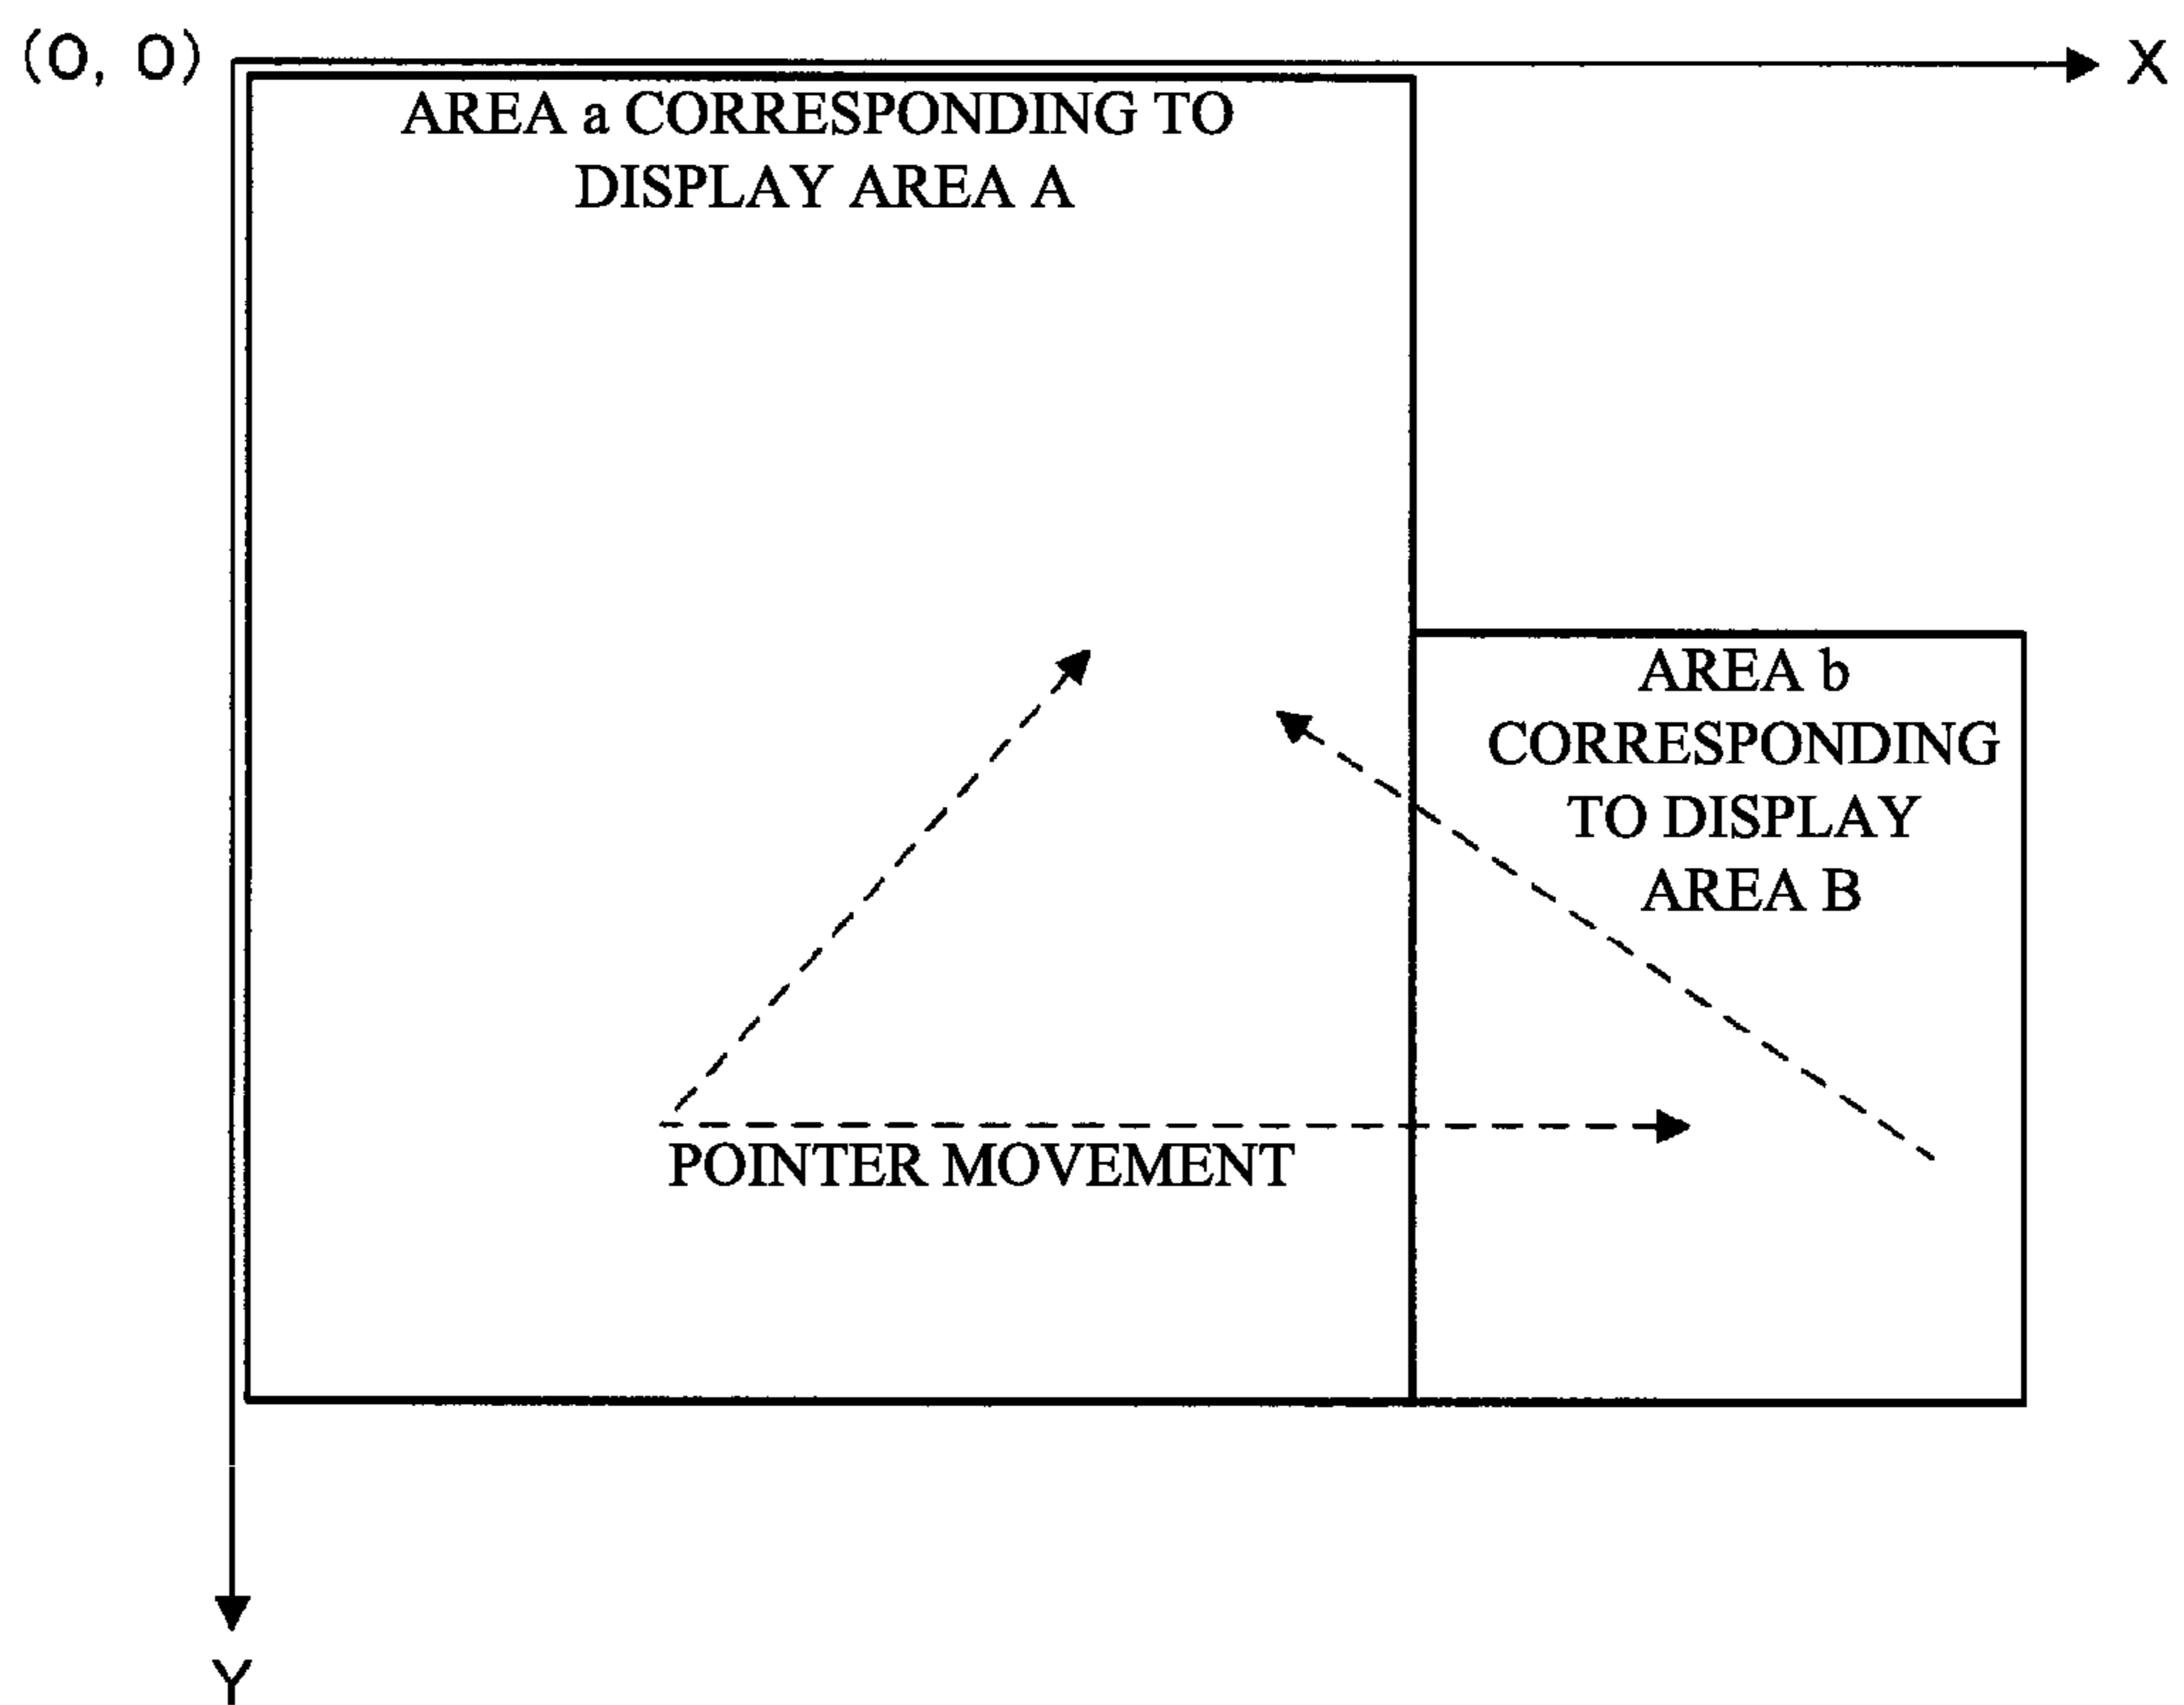 (0, 0)
X
AREA a CORRESPONDING TO
DISPLAY AREA A
AREA b
CORRESPONDING
TO DISPLAY
AREA B
POINTER MOVEMENT
Y